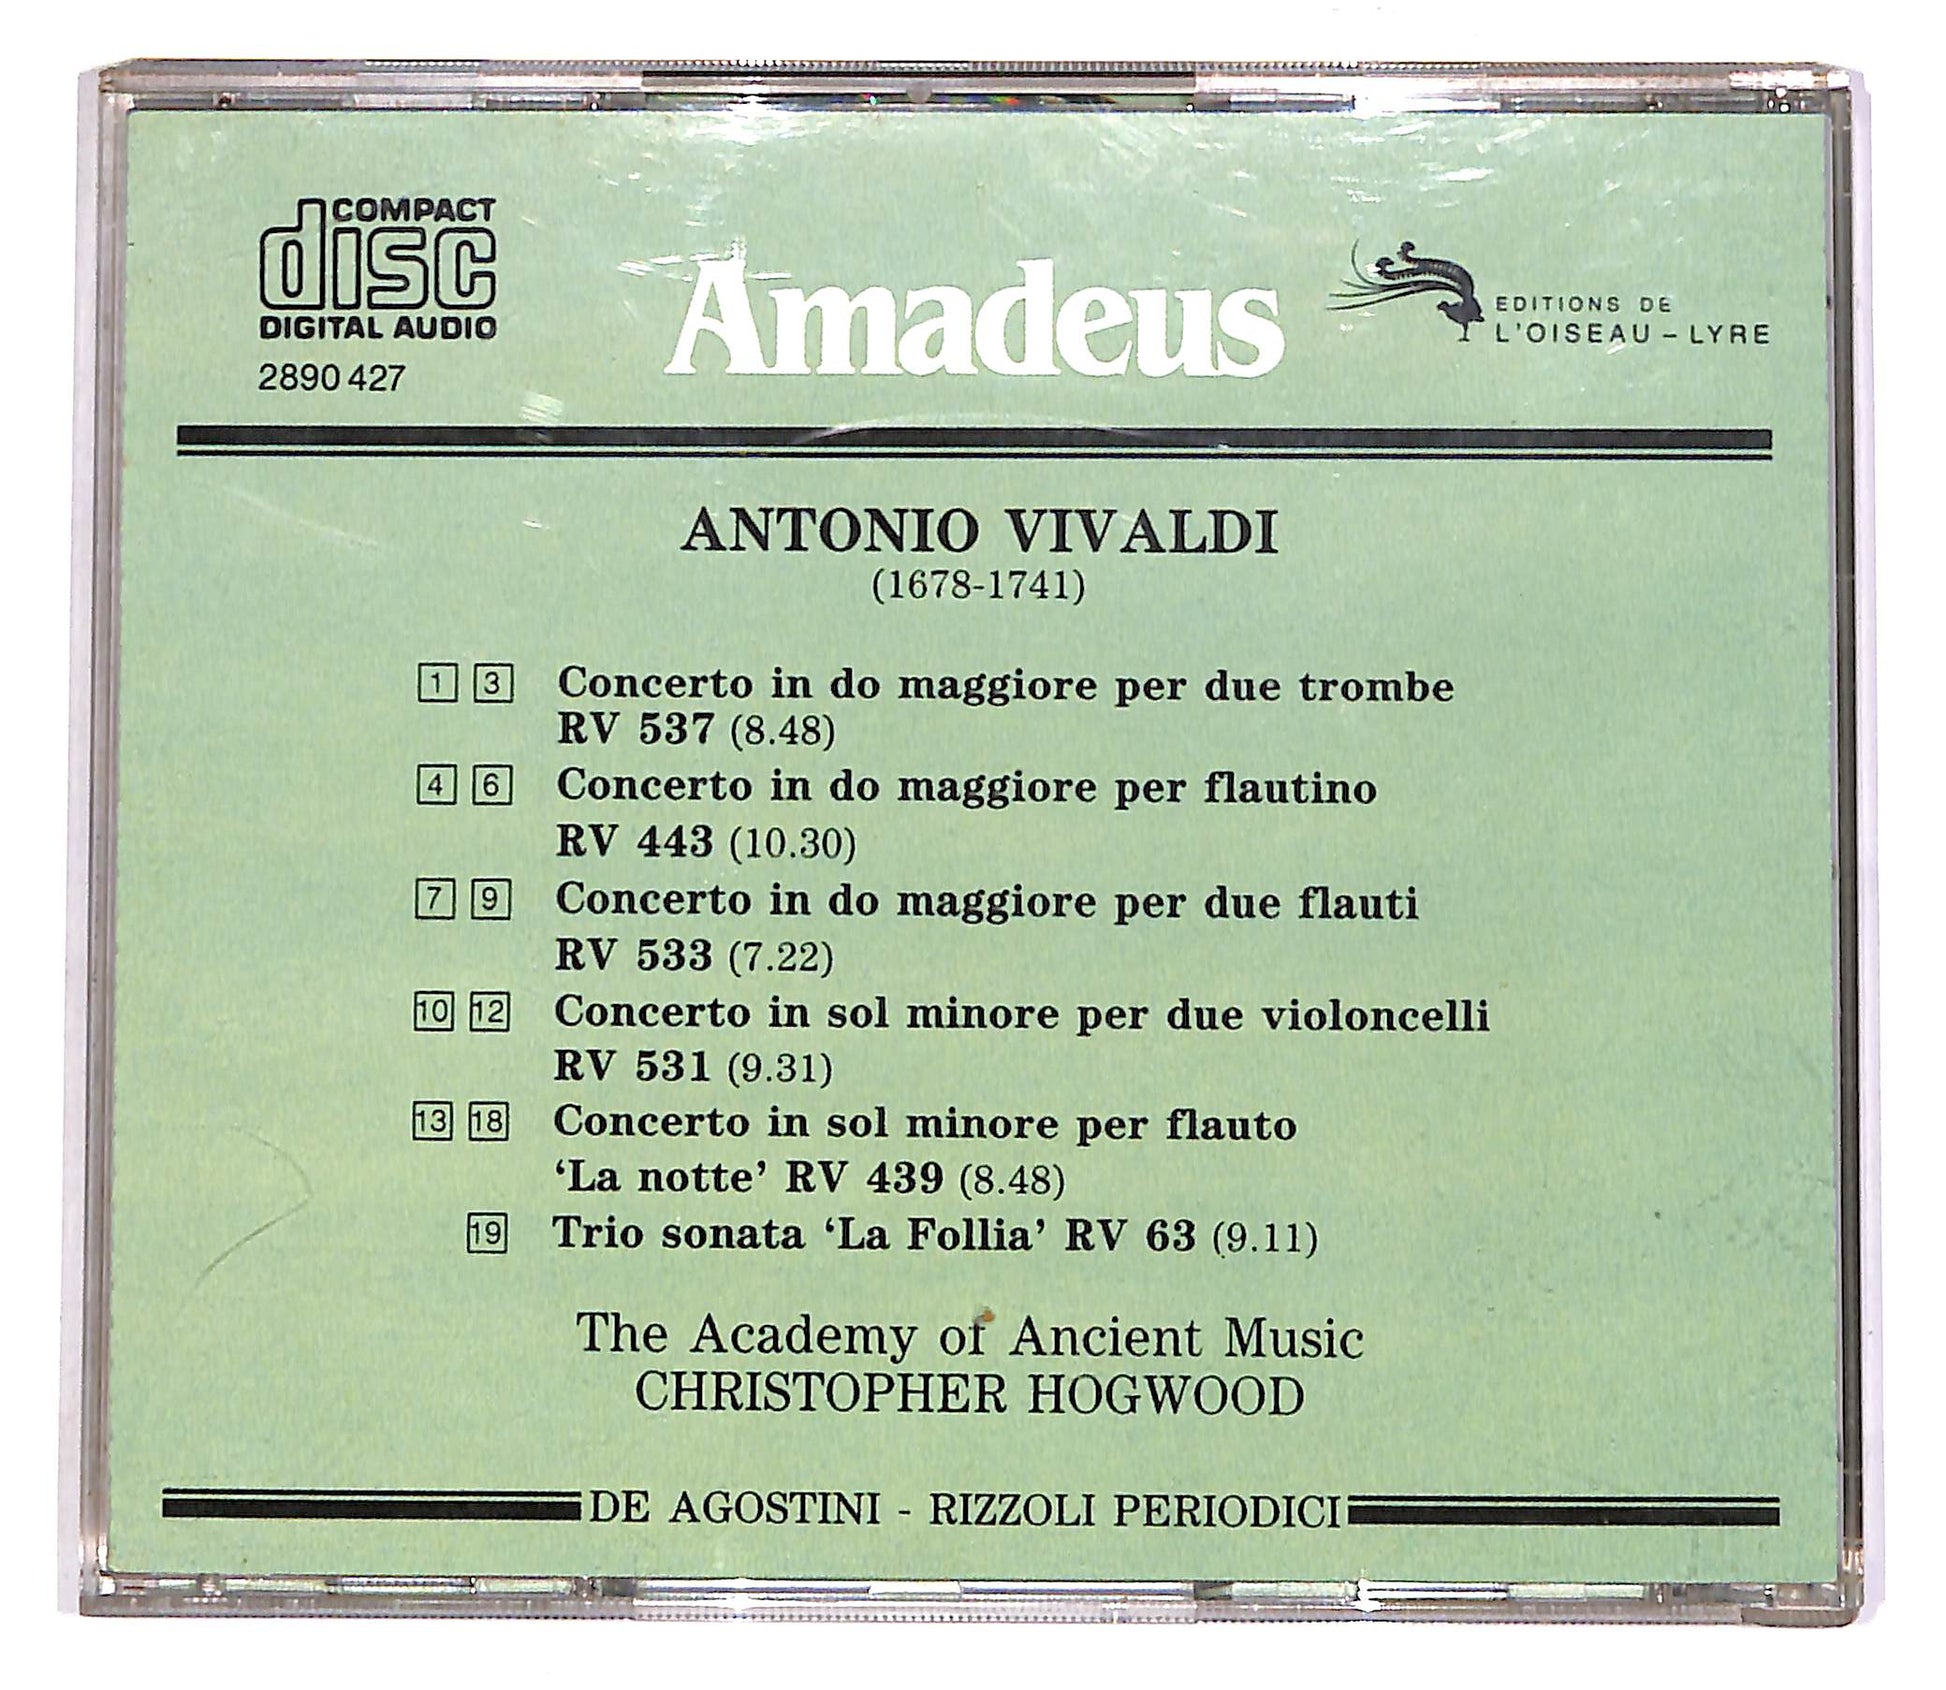 COMPACT
disc
DIGITAL AUDIO
2890 427
Amadeus
EDITIONS DE
L'OISEAU – LYRE
ANTONIO VIVALDI
(1678-1741)
1 3 Concerto in do maggiore per due trombe
RV 537 (8.48)
4 6 Concerto in do maggiore per flautino
RV 443 (10.30)
7 9 Concerto in do maggiore per due flauti
RV 533 (7.22)
10 12 Concerto in sol minore per due violoncelli
RV 531 (9.31)
13 18 Concerto in sol minore per flauto
‘La notte’ RV 439 (8.48)
19 Trio sonata ‘La Follia’ RV 63 (9.11)
The Academy of Ancient Music
CHRISTOPHER HOGWOOD
DE AGOSTINI - RIZZOLI PERIODICI